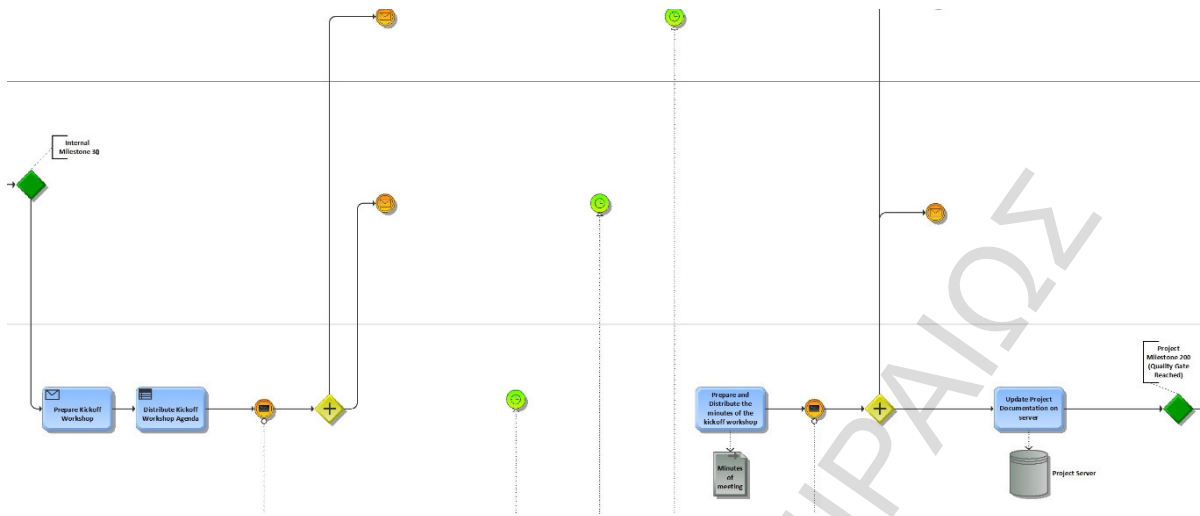 Internal
Milestone 30
Prepare Kickoff
Workshop
Distribute Kickoff
Workshop Agenda
Prepare and
Distribute the
minutes of the
kickoff workshop
Minutes
of
meeting
Update Project
Documentation on
server
Project Server
Project
Milestone 200
(Quality Gate
Reached)
ΠΙΡΑΙΩΣ